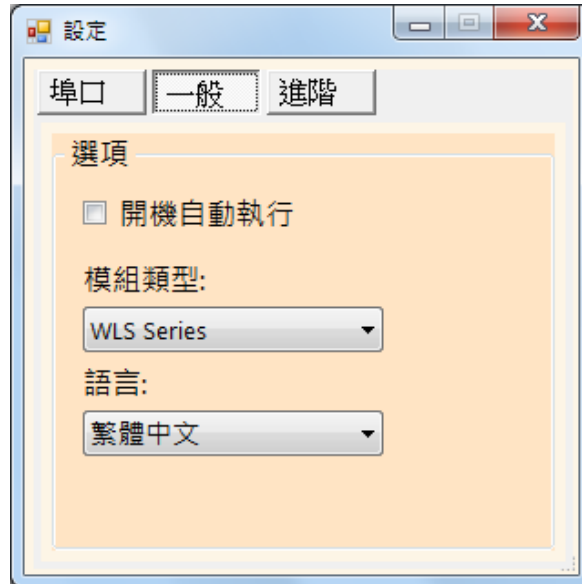 設定
埠口 一般 進階
選項
開機自動執行
模組類型:
WLS Series
語言:
繁體中文